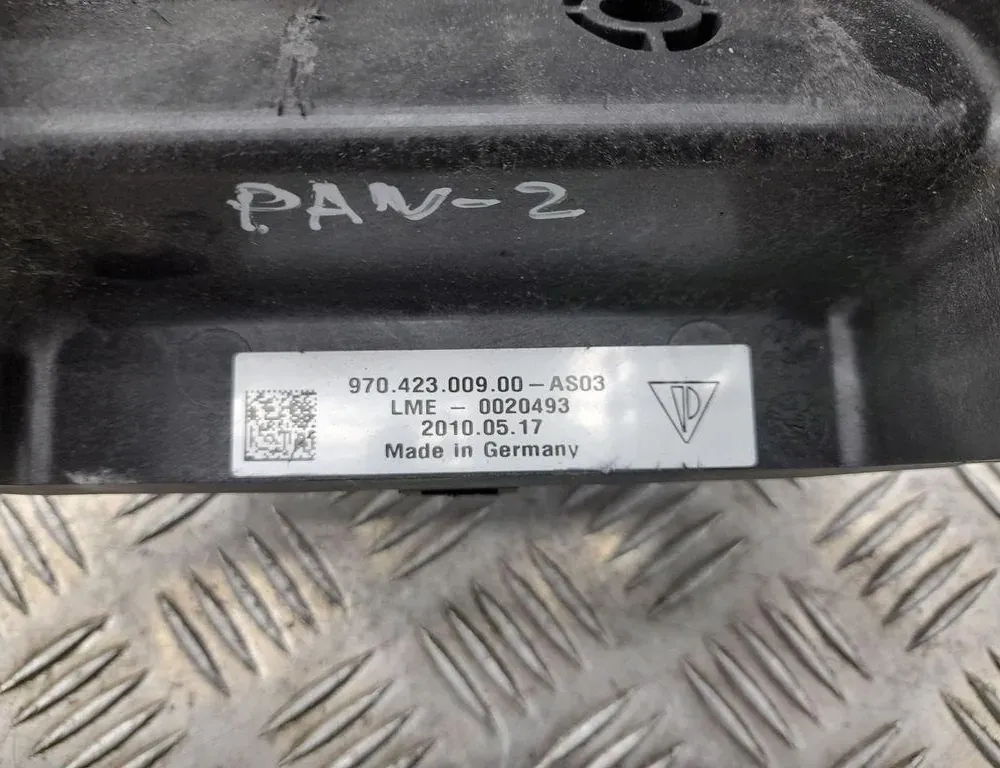 PAN-2
970.423.009.00-AS03
LME - 0020493
2010.05.17
Made in Germany